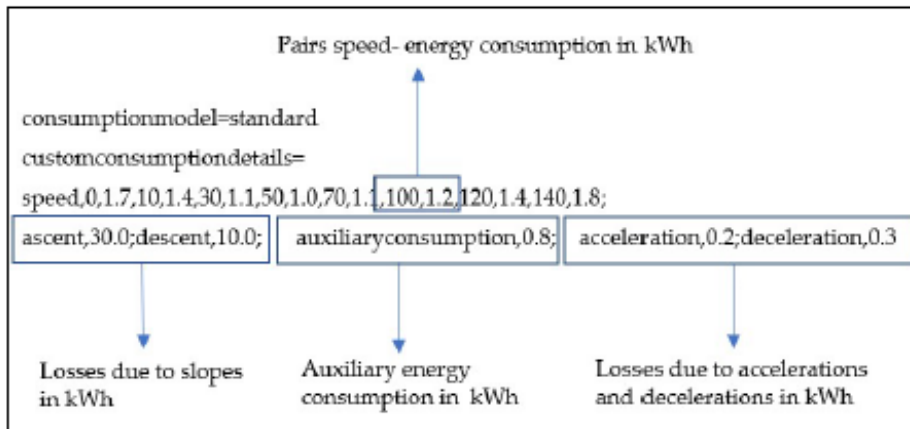 Pairs speed- energy consumption in kWh
consumptionmodel=standard
customconsumptiondetails=
speed,0,1.7,10,1.4,30,1.1,50,1.0,70,1.1,100,1.2,120,1.4,140,1.8;
ascent,30.0;descent,10.0; auxiliaryconsumption,0.8; acceleration,0.2;deceleration,0.3
Losses due to slopes
in kWh
Auxiliary energy
consumption in kWh
Losses due to accelerations
and decelerations in kWh